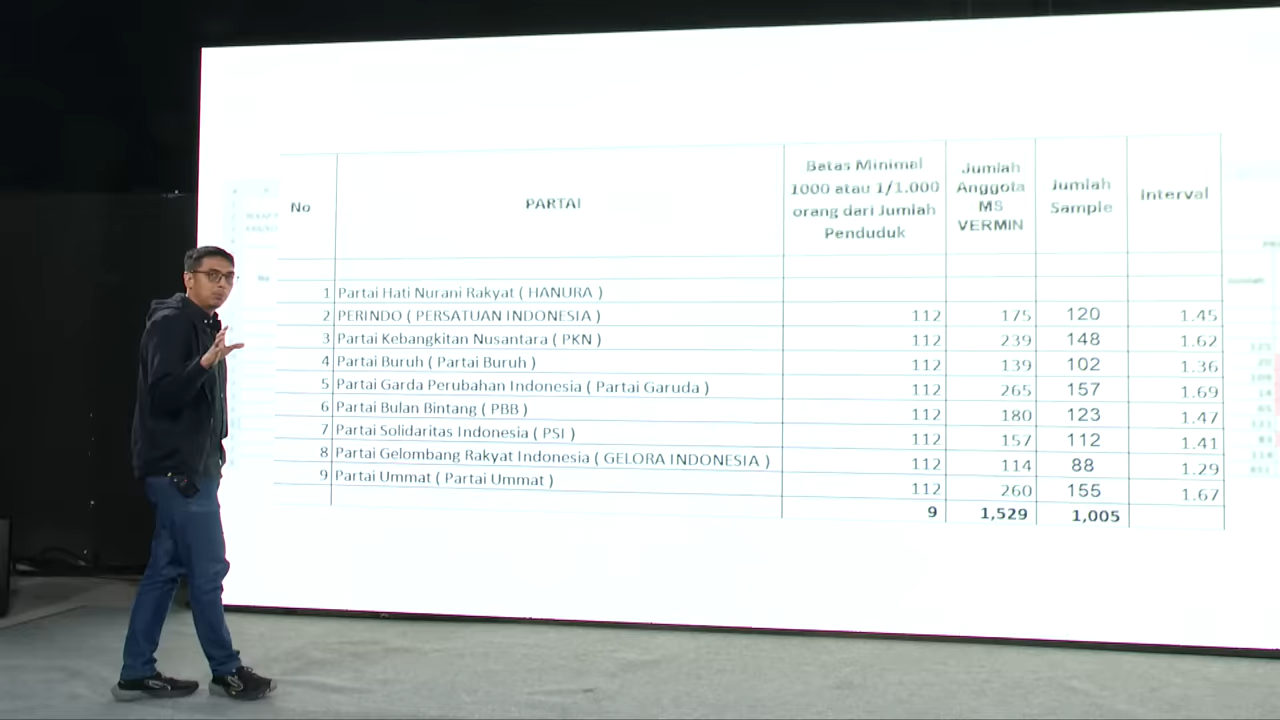 No
PARTAI
Batas Minimal
1000 atau 1/1.000
orang dari Jumlah
Penduduk
Jumlah
Anggota
MS
VERMIN
Jumlah
Sample
Interval
1 Partai Hati Nurani Rakyat ( HANURA )
2 PERINDO ( PERSATUAN INDONESIA ) 112 175 120 1.45
3 Partai Kebangkitan Nusantara ( PKN ) 112 239 148 1.62
4 Partai Buruh ( Partai Buruh ) 112 139 102 1.36
5 Partai Garda Perubahan Indonesia ( Partai Garuda ) 112 265 157 1.69
6 Partai Bulan Bintang ( PBB ) 112 180 123 1.47
7 Partai Solidaritas Indonesia ( PSI ) 112 157 112 1.41
8 Partai Gelombang Rakyat Indonesia ( GELORA INDONESIA ) 112 114 88 1.29
9 Partai Ummat ( Partai Ummat ) 112 260 155 1.67
9 1,529 1,005